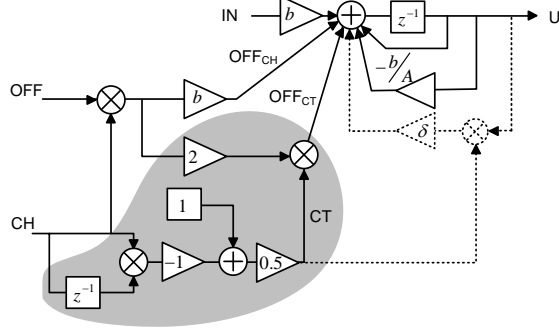 IN b + z⁻¹ U
OFF_CH −b/A
OFF_CT
OFF b
δ
2
1
CT
CH
−1 + 0.5
z⁻¹